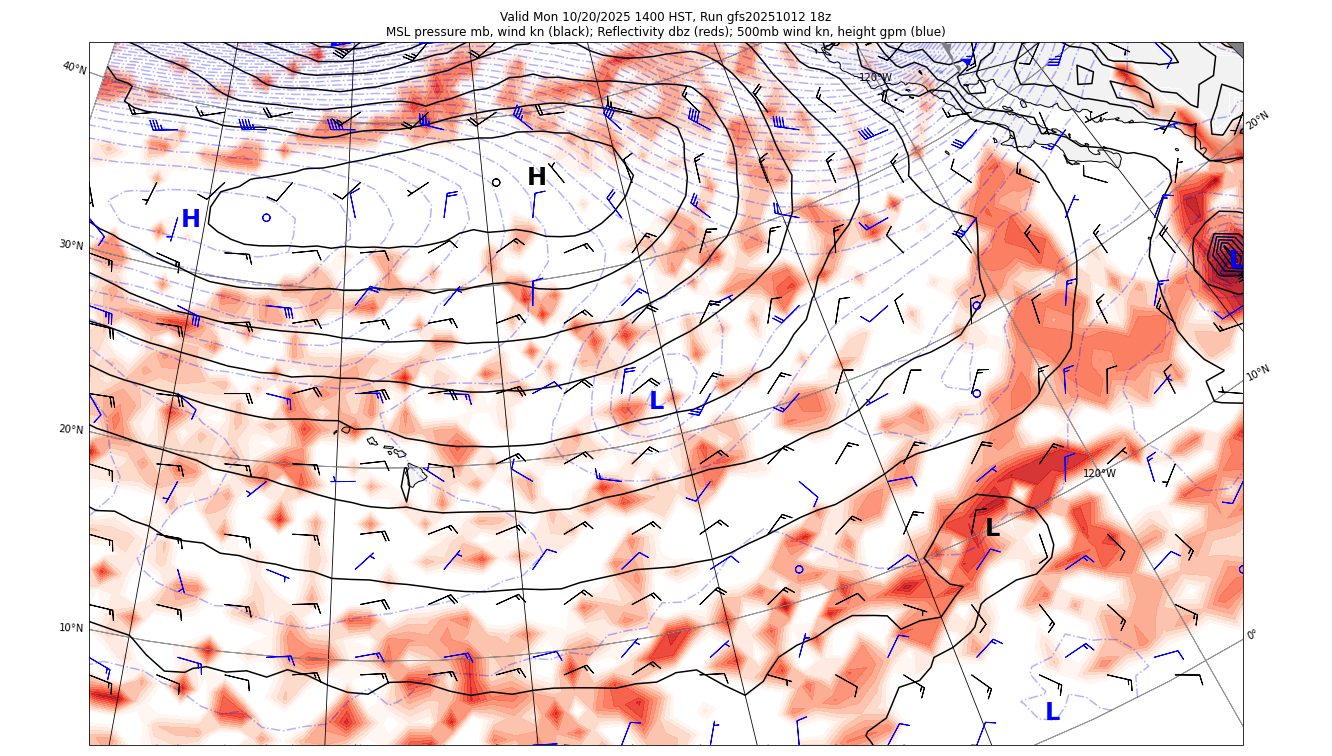 Valid Mon 10/20/2025 1400 HST, Run gfs20251012 18z
MSL pressure mb, wind kn (black); Reflectivity dbz (reds); 500mb wind kn, height gpm (blue)
40°N
120°W
20°N
H
H
30°N
L
10°N
L
20°N
120°W
L
10°N
0°
L